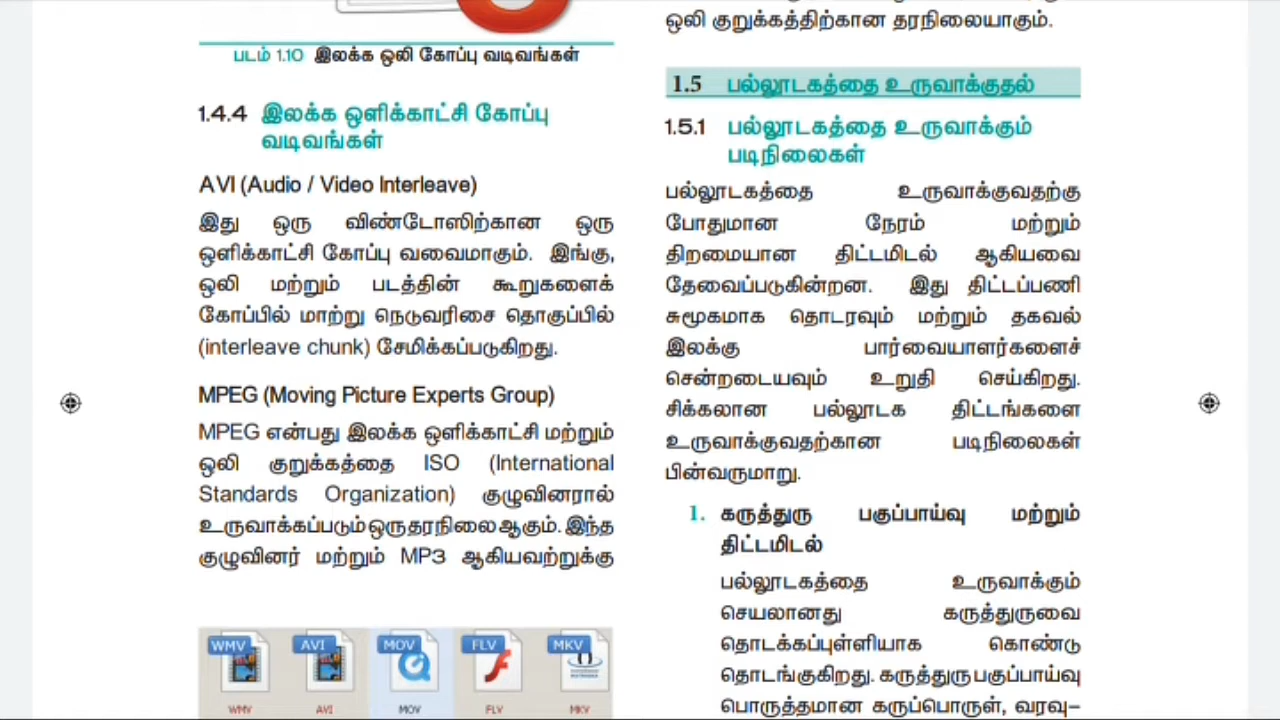 படம் 1.10 இலக்க ஒலி கோப்பு வடிவங்கள்
1.4.4 இலக்க ஒளிக்காட்சி கோப்பு
வடிவங்கள்
AVI (Audio / Video Interleave)
இது ஒரு விண்டோஸிற்கான ஒரு
ஒளிக்காட்சி கோப்பு வவைமாகும். இங்கு,
ஒலி மற்றும் படத்தின் கூறுகளைக்
கோப்பில் மாற்று நெடுவரிசை தொகுப்பில்
(interleave chunk) சேமிக்கப்படுகிறது.
MPEG (Moving Picture Experts Group)
MPEG என்பது இலக்க ஒளிக்காட்சி மற்றும்
ஒலி குறுக்கத்தை ISO (International
Standards Organization) குழுவினரால்
உருவாக்கப்படும் ஒரு தரநிலை ஆகும். இந்த
குழுவினர் மற்றும் MP3 ஆகியவற்றுக்கு
WMV AVI MOV FLV MKV
WMV AVI MOV FLV MKV
ஒலி குறுக்கத்திற்கான தரநிலையாகும்.
1.5 பல்லூடகத்தை உருவாக்குதல்
1.5.1 பல்லூடகத்தை உருவாக்கும்
படிநிலைகள்
பல்லூடகத்தை உருவாக்குவதற்கு
போதுமான நேரம் மற்றும்
திறமையான திட்டமிடல் ஆகியவை
தேவைப்படுகின்றன. இது திட்டப்பணி
சுமூகமாக தொடரவும் மற்றும் தகவல்
இலக்கு பார்வையாளர்களைச்
சென்றடையவும் உறுதி செய்கிறது.
சிக்கலான பல்லூடக திட்டங்களை
உருவாக்குவதற்கான படிநிலைகள்
பின்வருமாறு.
1. கருத்துரு பகுப்பாய்வு மற்றும்
திட்டமிடல்
பல்லூடகத்தை உருவாக்கும்
செயலானது கருத்துருவை
தொடக்கப்புள்ளியாக கொண்டு
தொடங்குகிறது. கருத்துரு பகுப்பாய்வு
பொருத்தமான கருப்பொருள், வரவு–